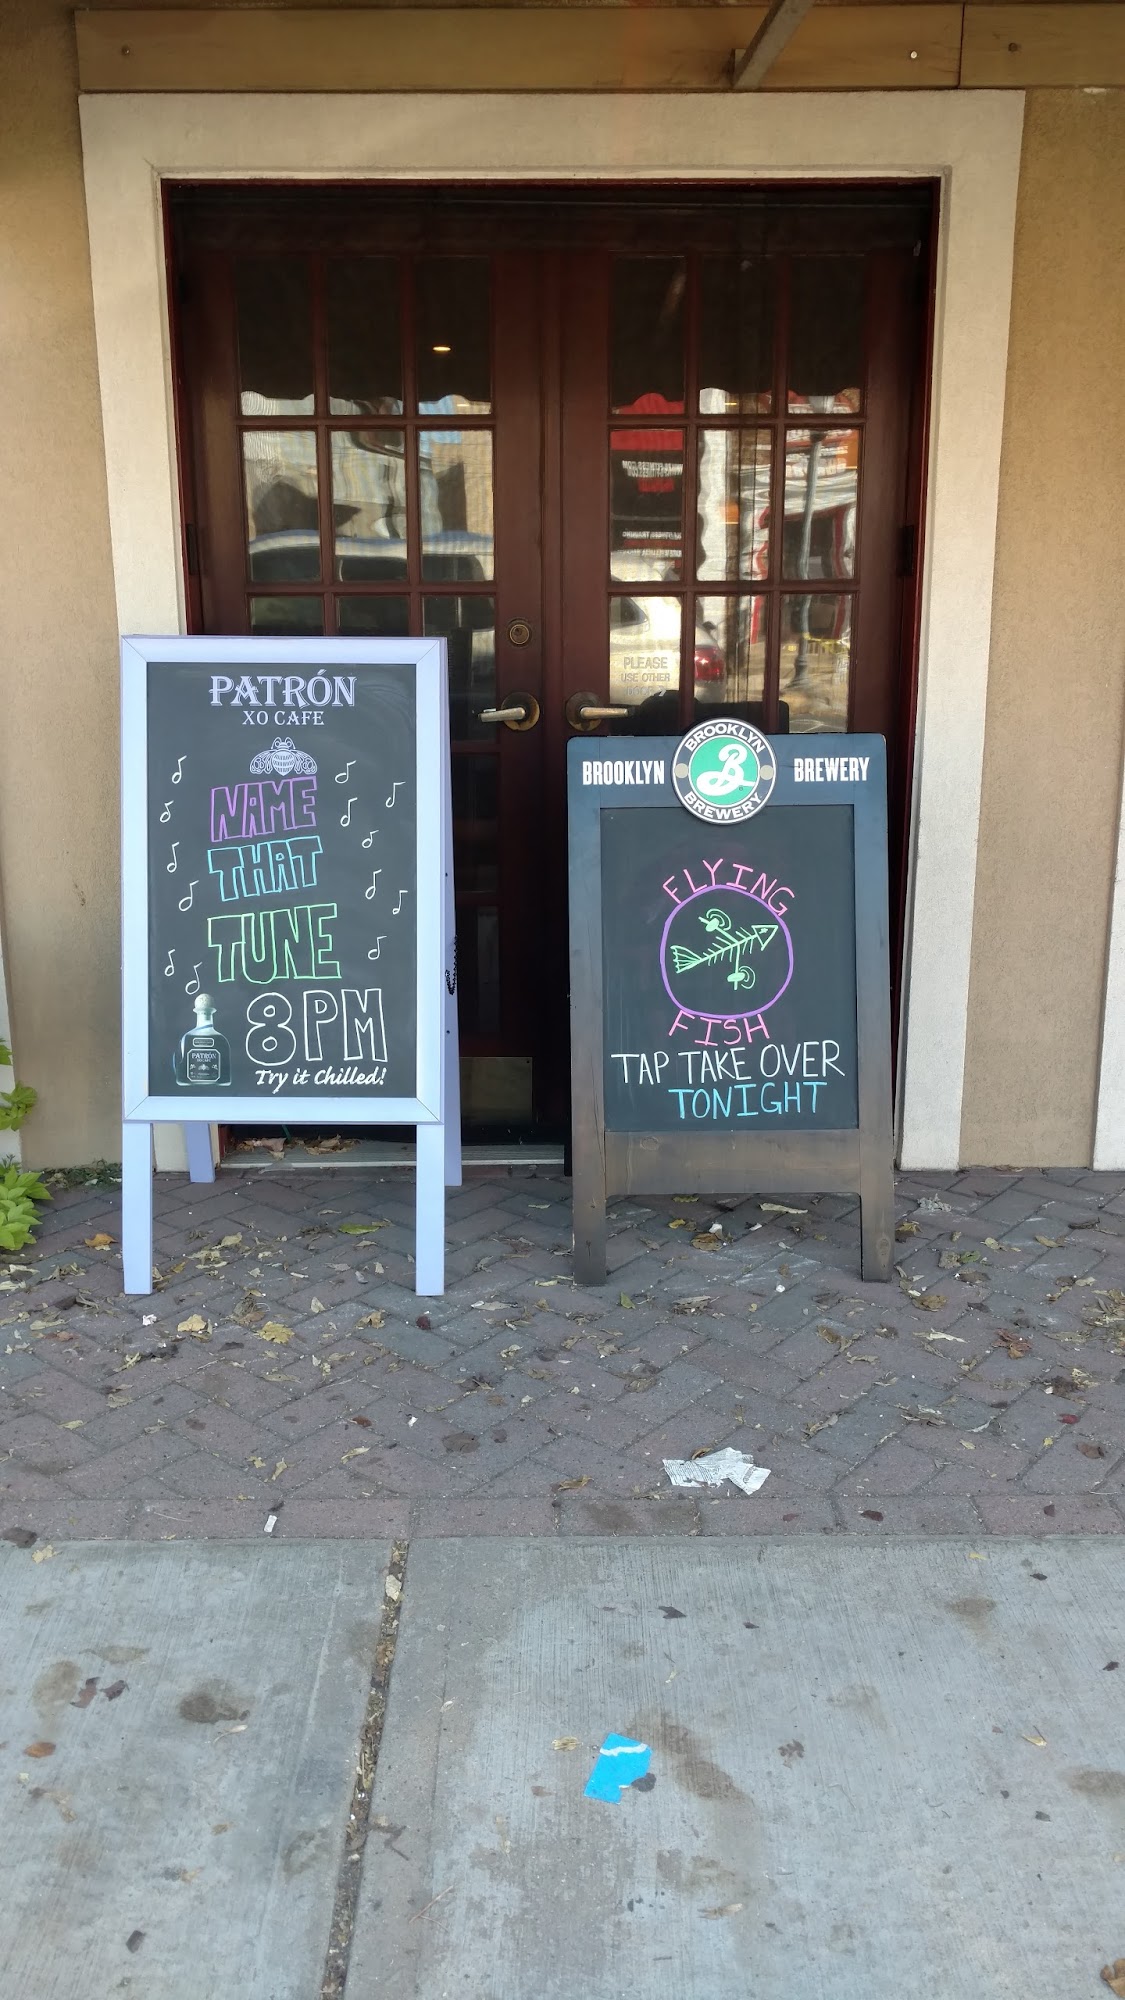 PATRÓN
XO CAFE
NAME
THAT
TUNE
8PM
Try it Chilled!
PATRÓN
BROOKLYN
BROOKLYN
B
BREWERY
BREWERY
FLYING
FISH
TAP TAKE OVER
TONIGHT
PLEASE
USE OTHER
DOOR